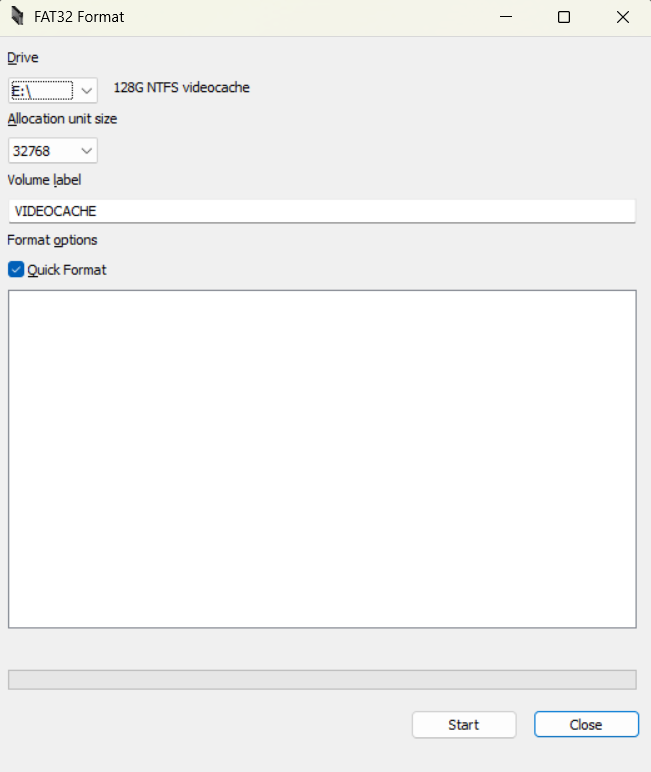 FAT32 Format
Drive
E:\ 128G NTFS videocache
Allocation unit size
32768
Volume label
VIDEOCACHE
Format options
Quick Format
Start Close